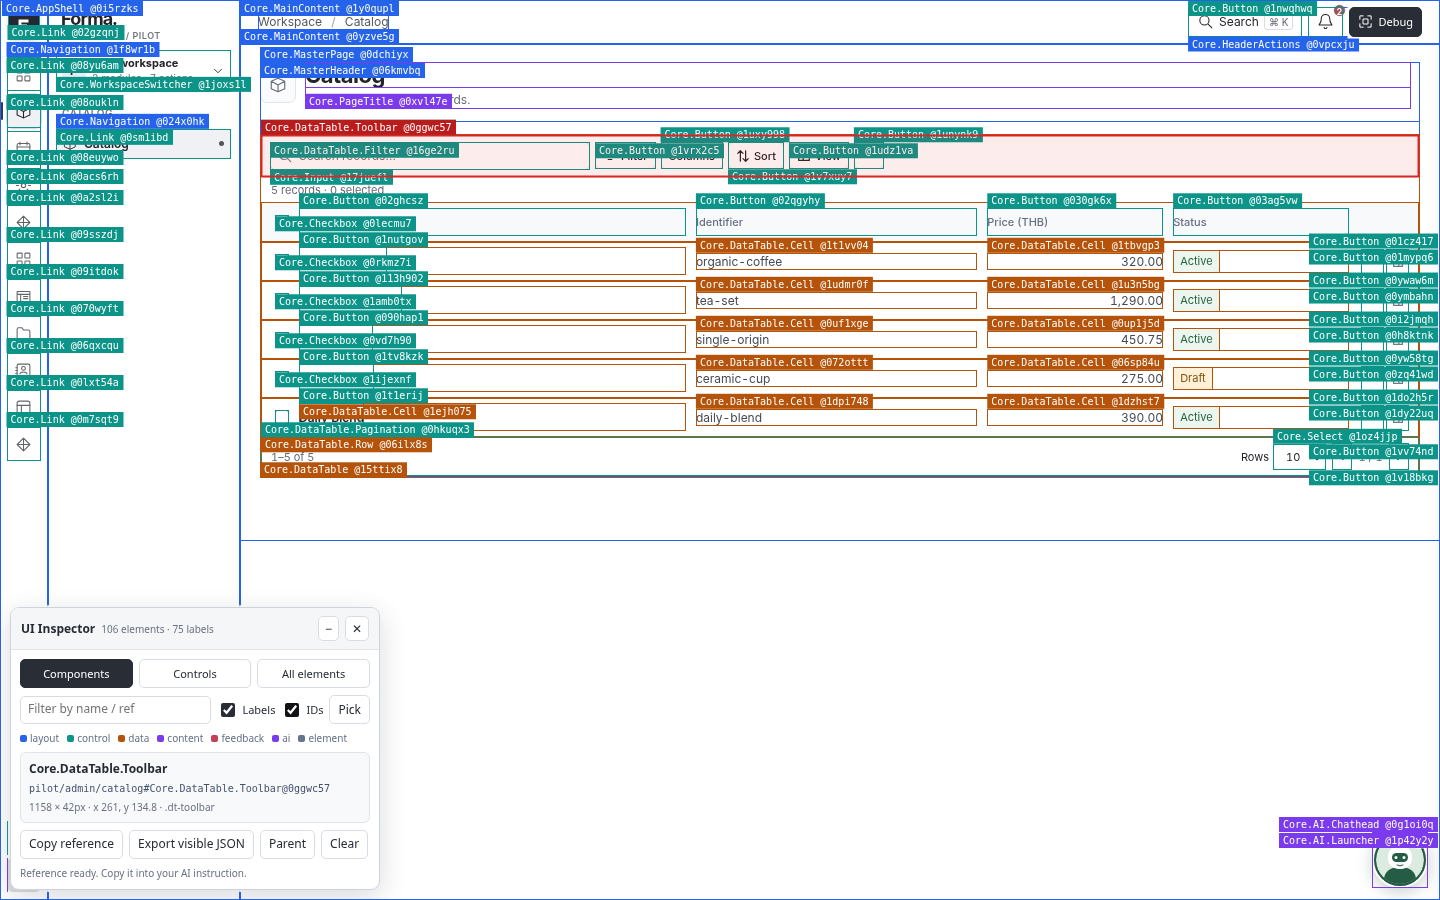 Core.AppShell @0i5rzks
Core.MainContent @1y0qupl
Core.Button @1nwqhwq
Forma.
Workspace / Catalog
Search ⌘ K
2
Debug
Core.Link @02gzqnj
/ PILOT
Core.MainContent @0yzve5g
Core.HeaderActions @0vpcxju
Core.Navigation @1f8wr1b
Core.MasterPage @0dchiyx
Core.Link @08yu6am
workspace
Core.MasterHeader @06kmvbq
Catalog
Core.WorkspaceSwitcher @1joxs1l
Core.Link @08oukln
Core.PageTitle @0xvl47e
rds.
Core.Navigation @024x0hk
Core.DataTable.Toolbar @0ggwc57
Core.Link @0sm1ibd
Core.Button @1uxy998
Core.Button @1unynk9
Catalog
Core.DataTable.Filter @16ge2ru
Core.Button @1vrx2c5
Sort
Core.Button @1udz1va
Core.Link @08euywo
Core.Link @0acs6rh
Core.Input @17juefl
Core.Button @1v7xuy7
5 records · 0 selected
Core.Link @0a2sl2i
Core.Button @02ghcsz
Core.Button @02qgyhy
Core.Button @030gk6x
Core.Button @03ag5vw
Core.Checkbox @0lecmu7
Identifier
Price (THB)
Status
Core.Link @09sszdj
Core.Button @1nutgov
Core.DataTable.Cell @1t1vv04
Core.DataTable.Cell @1tbvgp3
Core.Button @01cz417
Core.Checkbox @0rkmz7i
organic-coffee
320.00
Active
Core.Button @01mypq6
Core.Link @09itdok
Core.Button @113h902
Core.DataTable.Cell @1udmr0f
Core.DataTable.Cell @1u3n5bg
Core.Button @0ywaw6m
Core.Checkbox @1amb0tx
tea-set
1,290.00
Active
Core.Button @0ymbahn
Core.Link @070wyft
Core.Button @090hap1
Core.DataTable.Cell @0uf1xge
Core.DataTable.Cell @0up1j5d
Core.Button @0i2jmqh
Core.Checkbox @0vd7h90
single-origin
450.75
Active
Core.Button @0h8ktnk
Core.Link @06qxcqu
Core.Button @1tv8kzk
Core.DataTable.Cell @072ottt
Core.DataTable.Cell @06sp84u
Core.Button @0yw58tg
Core.Checkbox @1ijexnf
ceramic-cup
275.00
Draft
Core.Button @0zq41wd
Core.Link @0lxt54a
Core.Button @1t1erij
Core.DataTable.Cell @1dpi748
Core.DataTable.Cell @1dzhst7
Core.Button @1do2h5r
Core.DataTable.Cell @1ejh075
daily-blend
390.00
Active
Core.Button @1dy22uq
Core.Link @0m7sqt9
Core.DataTable.Pagination @0hkuqx3
Core.Select @1oz4jjp
Core.DataTable.Row @06ilx8s
1–5 of 5
Rows 10
Core.Button @1vv74nd
Core.DataTable @15ttix8
Core.Button @1v18bkg
UI Inspector 106 elements · 75 labels
Components
Controls
All elements
Filter by name / ref
Labels
IDs
Pick
layout control data content feedback ai element
Core.DataTable.Toolbar
pilot/admin/catalog#Core.DataTable.Toolbar@0ggwc57
1158 × 42px · x 261, y 134.8 · .dt-toolbar
Copy reference
Export visible JSON
Parent
Clear
Reference ready. Copy it into your AI instruction.
Core.AI.Chathead @0g1oi0q
Core.AI.Launcher @1p42y2y